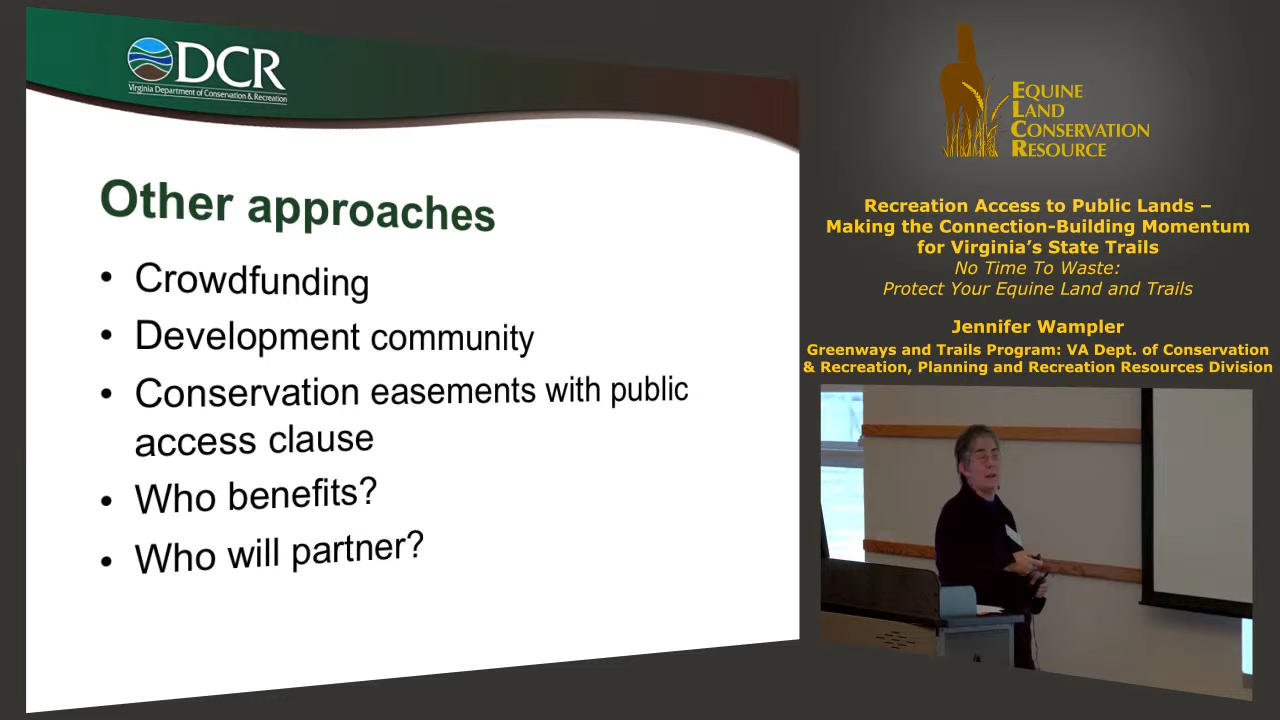 DCR
Virginia Department of Conservation & Recreation
Other approaches
• Crowdfunding
• Development community
• Conservation easements with public
access clause
• Who benefits?
• Who will partner?
EQUINE
LAND
CONSERVATION
RESOURCE
Recreation Access to Public Lands –
Making the Connection-Building Momentum
for Virginia's State Trails
No Time To Waste:
Protect Your Equine Land and Trails
Jennifer Wampler
Greenways and Trails Program: VA Dept. of Conservation
& Recreation, Planning and Recreation Resources Division